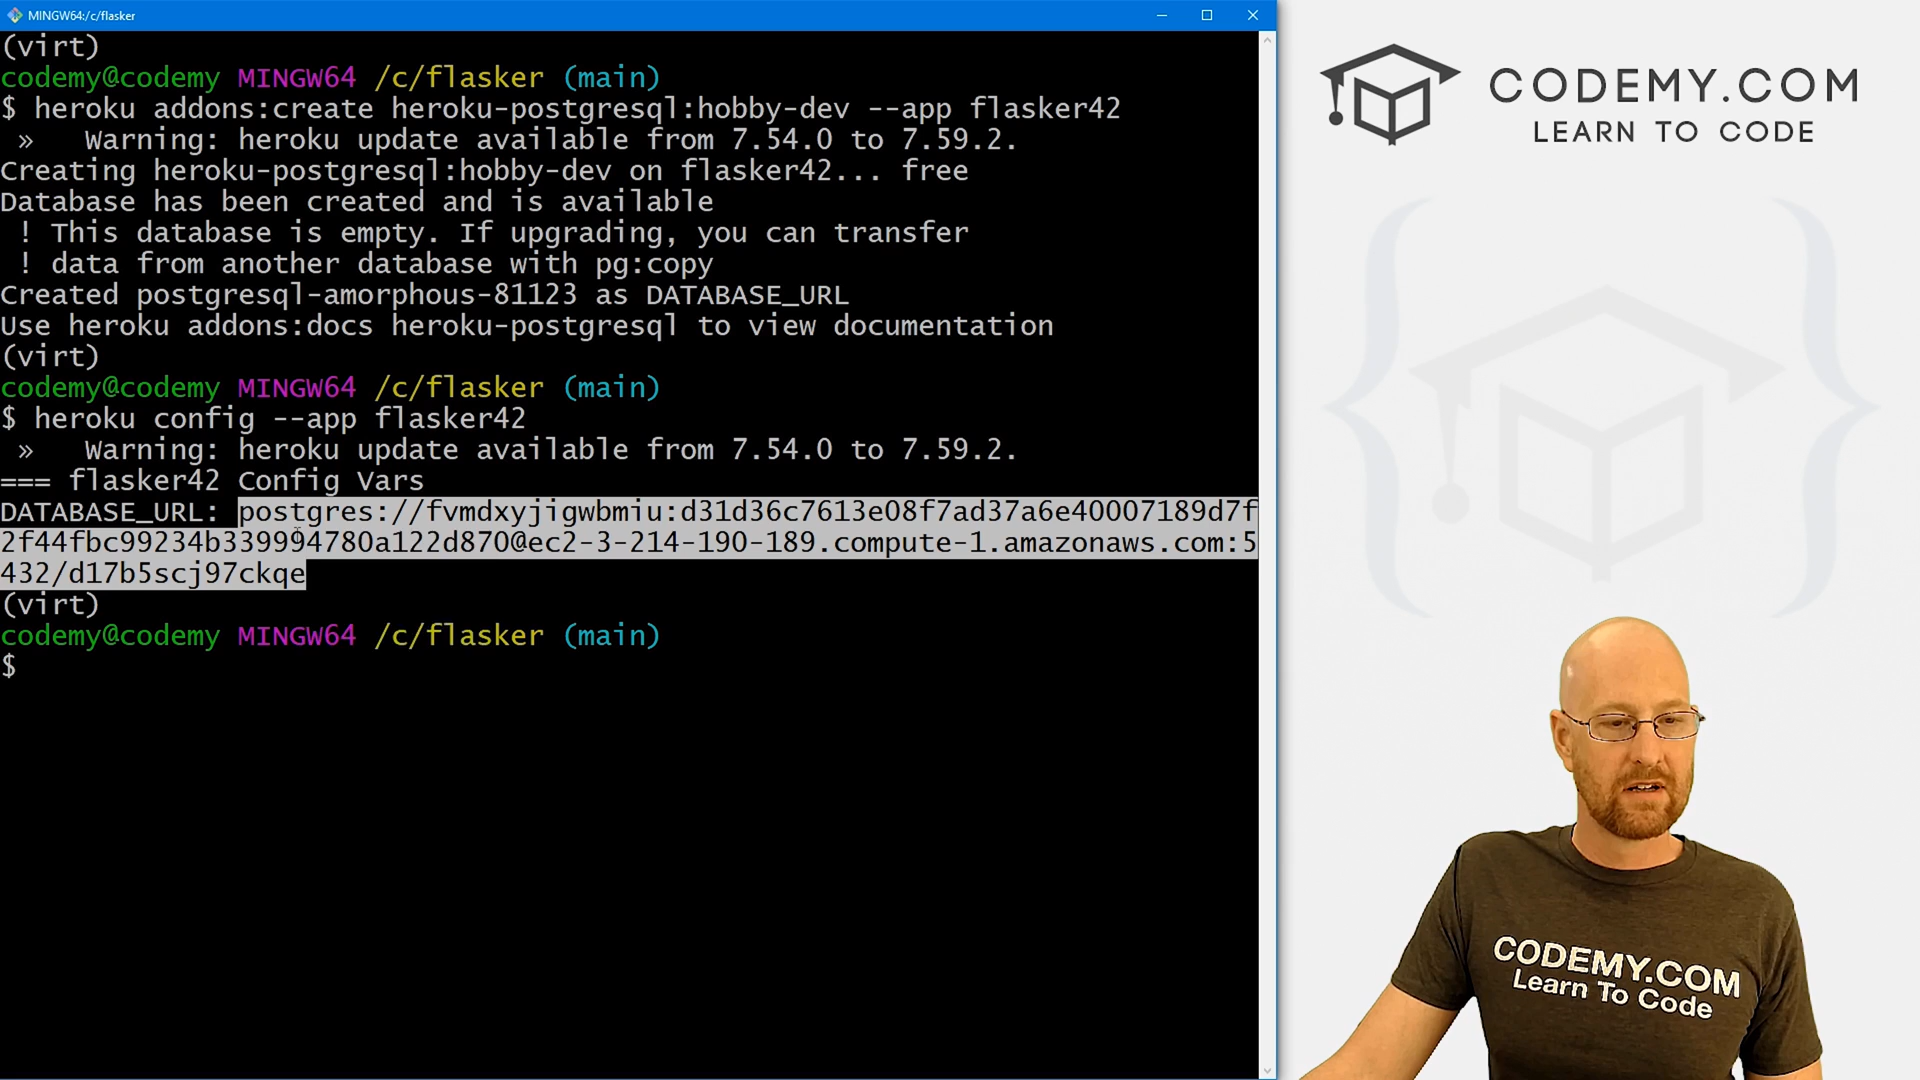 MINGW64:/c/flasker
(virt)
codemy@codemy MINGW64 /c/flasker (main)
$ heroku addons:create heroku-postgresql:hobby-dev --app flasker42
»   Warning: heroku update available from 7.54.0 to 7.59.2.
Creating heroku-postgresql:hobby-dev on flasker42... free
Database has been created and is available
! This database is empty. If upgrading, you can transfer
! data from another database with pg:copy
Created postgresql-amorphous-81123 as DATABASE_URL
Use heroku addons:docs heroku-postgresql to view documentation
(virt)
codemy@codemy MINGW64 /c/flasker (main)
$ heroku config --app flasker42
»   Warning: heroku update available from 7.54.0 to 7.59.2.
=== flasker42 Config Vars
DATABASE_URL: postgres://fvmdxyjigwbmiu:d31d36c7613e08f7ad37a6e40007189d7f
2f44fbc99234b339994780a122d870@ec2-3-214-190-189.compute-1.amazonaws.com:5
432/d17b5scj97ckqe
(virt)
codemy@codemy MINGW64 /c/flasker (main)
$
CODEMY.COM
LEARN TO CODE
CODEMY.COM
Learn To Code